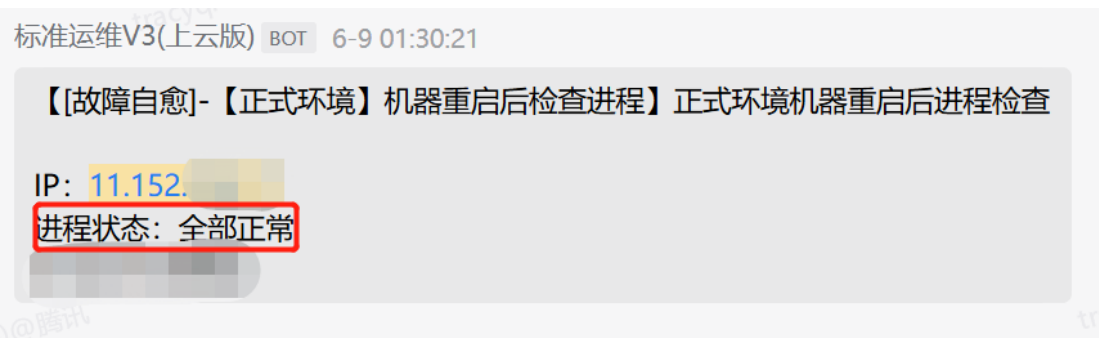 标准运维V3(上云版) BOT 6-9 01:30:21
【[故障自愈]-【正式环境】机器重启后检查进程】正式环境机器重启后进程检查
IP：11.152.
进程状态：全部正常
@腾讯